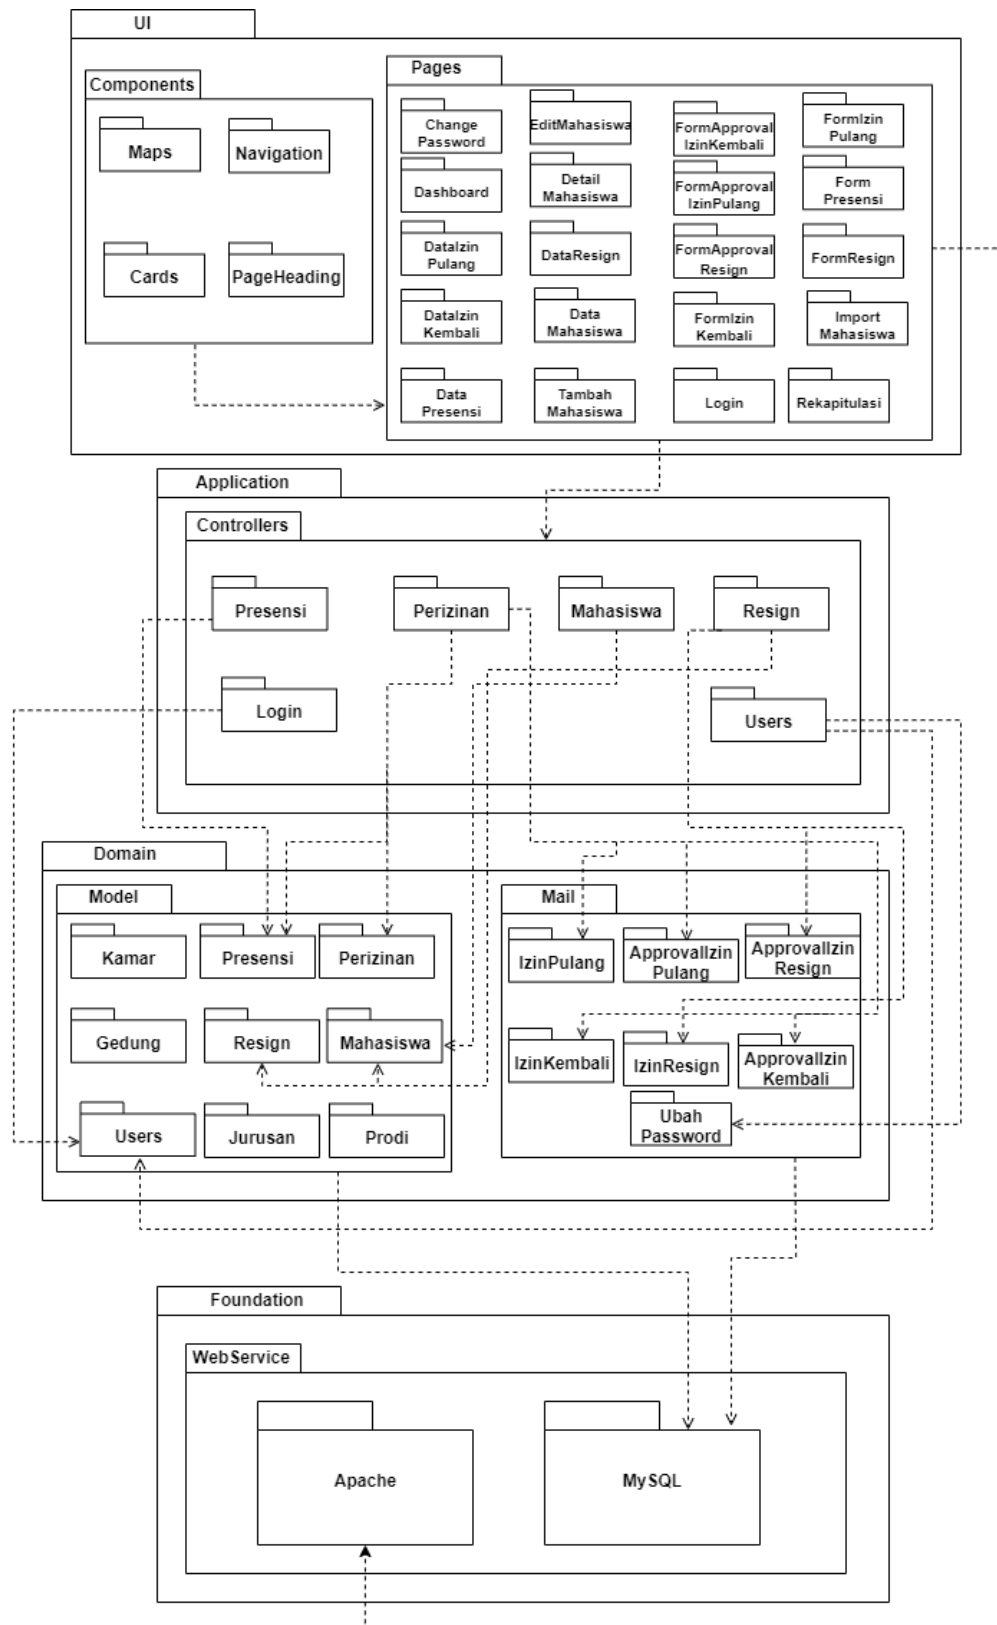 UI
Components
Maps
Navigation
Cards
PageHeading
Pages
Change
Password
EditMahasiswa
FormApproval
IzinKembali
FormIzin
Pulang
Dashboard
Detail
Mahasiswa
FormApproval
IzinPulang
Form
Presensi
DataIzin
Pulang
DataResign
FormApproval
Resign
FormResign
DataIzin
Kembali
Data
Mahasiswa
FormIzin
Kembali
Import
Mahasiswa
Data
Presensi
Tambah
Mahasiswa
Login
Rekapitulasi
Application
Controllers
Presensi
Perizinan
Mahasiswa
Resign
Login
Users
Domain
Model
Kamar
Presensi
Perizinan
Gedung
Resign
Mahasiswa
Users
Jurusan
Prodi
Mail
IzinPulang
ApprovalIzin
Pulang
ApprovalIzin
Resign
IzinKembali
IzinResign
ApprovalIzin
Kembali
Ubah
Password
Foundation
WebService
Apache
MySQL